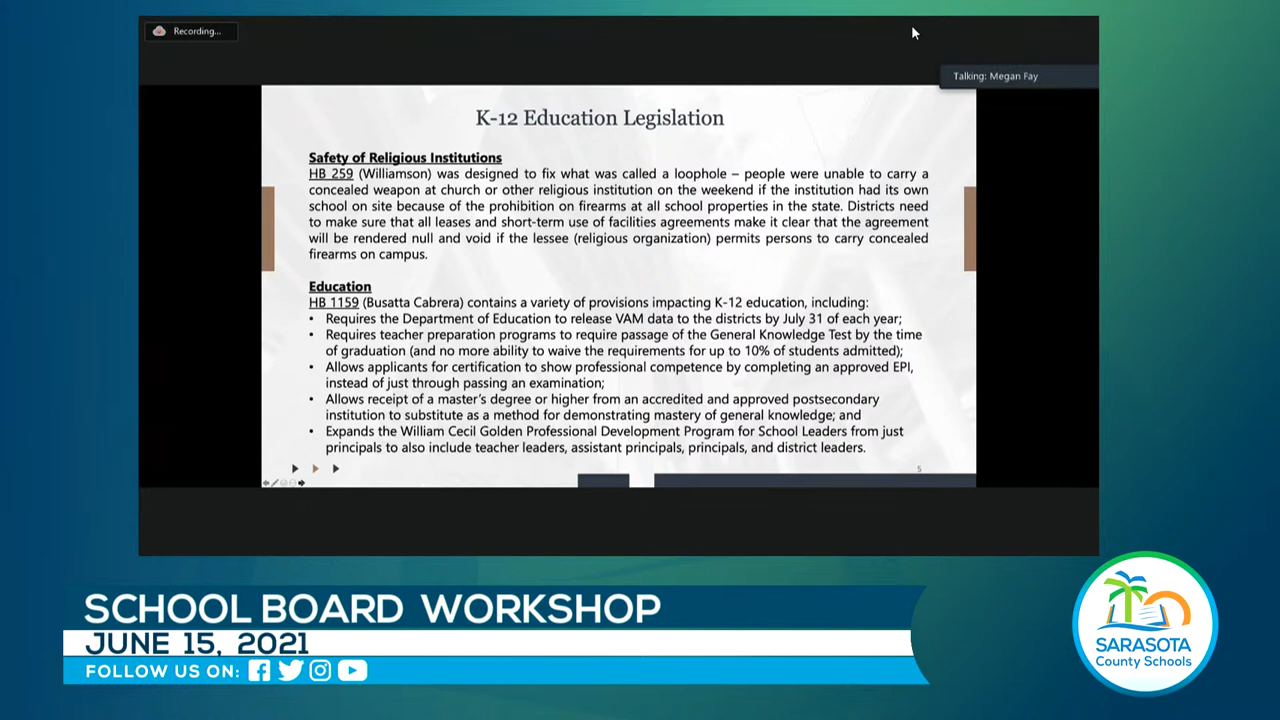 Recording...
Talking: Megan Fay
K-12 Education Legislation
Safety of Religious Institutions
HB 259 (Williamson) was designed to fix what was called a loophole – people were unable to carry a
concealed weapon at church or other religious institution on the weekend if the institution had its own
school on site because of the prohibition on firearms at all school properties in the state. Districts need
to make sure that all leases and short-term use of facilities agreements make it clear that the agreement
will be rendered null and void if the lessee (religious organization) permits persons to carry concealed
firearms on campus.
Education
HB 1159 (Busatta Cabrera) contains a variety of provisions impacting K-12 education, including:
• Requires the Department of Education to release VAM data to the districts by July 31 of each year;
• Requires teacher preparation programs to require passage of the General Knowledge Test by the time
of graduation (and no more ability to waive the requirements for up to 10% of students admitted);
• Allows applicants for certification to show professional competence by completing an approved EPI,
instead of just through passing an examination;
• Allows receipt of a master's degree or higher from an accredited and approved postsecondary
institution to substitute as a method for demonstrating mastery of general knowledge; and
• Expands the William Cecil Golden Professional Development Program for School Leaders from just
principals to also include teacher leaders, assistant principals, principals, and district leaders.
5
SCHOOL BOARD WORKSHOP
JUNE 15, 2021
FOLLOW US ON:
SARASOTA
County Schools